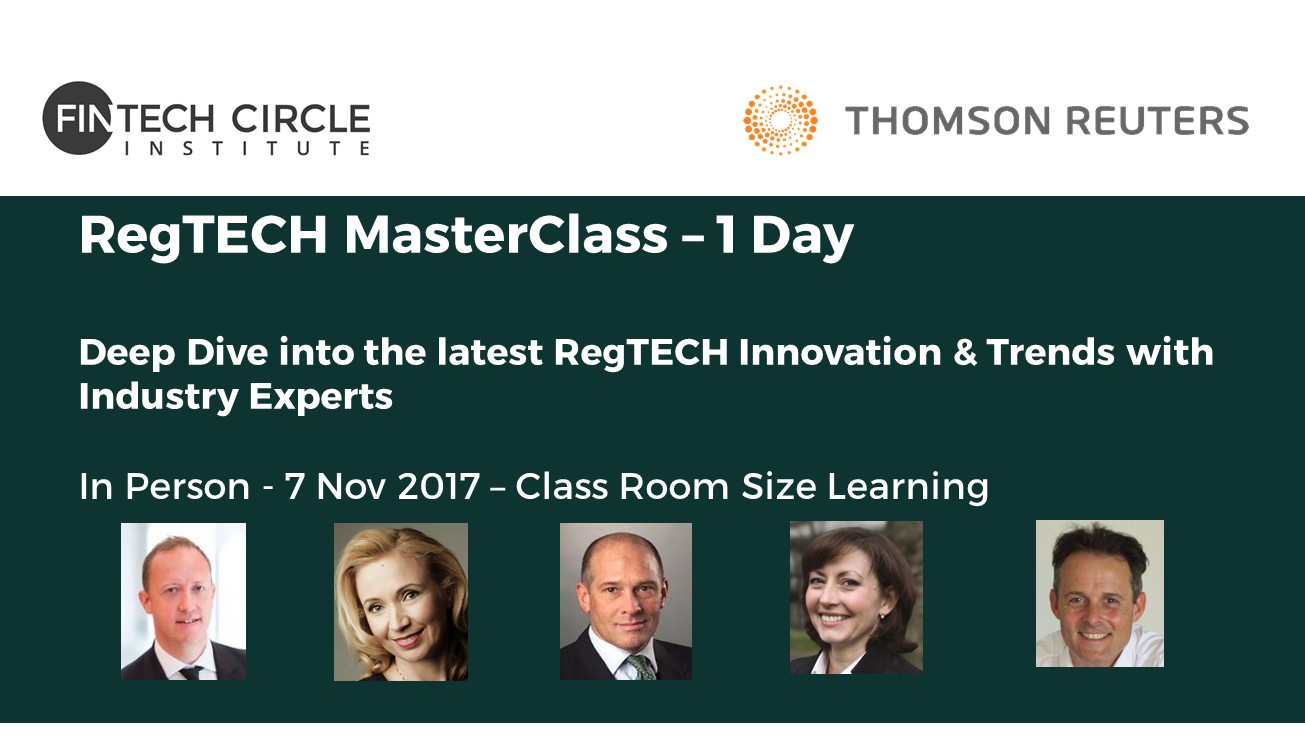 FINTECH CIRCLE
INSTITUTE
THOMSON REUTERS
RegTECH MasterClass – 1 Day
Deep Dive into the latest RegTECH Innovation & Trends with
Industry Experts
In Person - 7 Nov 2017 – Class Room Size Learning